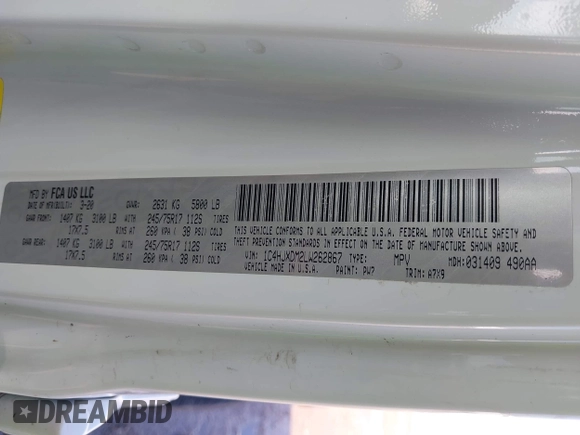 MFD BY FCA US LLC
DATE OF MFR 3-20 GVWR: 2631 KG 5800 LB
GAWR FRONT: 1407 KG 3100 LB WITH 245/75R17 112S TIRES
17X7.5 RIMS AT 260 KPA ( 38 PSI) COLD
GAWR REAR: 1407 KG 3100 LB WITH 245/75R17 112S TIRES
17X7.5 RIMS AT 260 KPA ( 38 PSI) COLD
THIS VEHICLE CONFORMS TO ALL APPLICABLE U.S.A. FEDERAL MOTOR VEHICLE
SAFETY, BUMPER, AND THEFT PREVENTION STANDARDS IN EFFECT ON THE DATE OF MANUFACTURE SHOWN ABOVE.
VIN: 1C4HJXDM2LW262867 TYPE: MPV MDH: 031409 490AA
MADE IN U.S.A. PAINT: PW7 TRIM: A7X9
DREAMBID